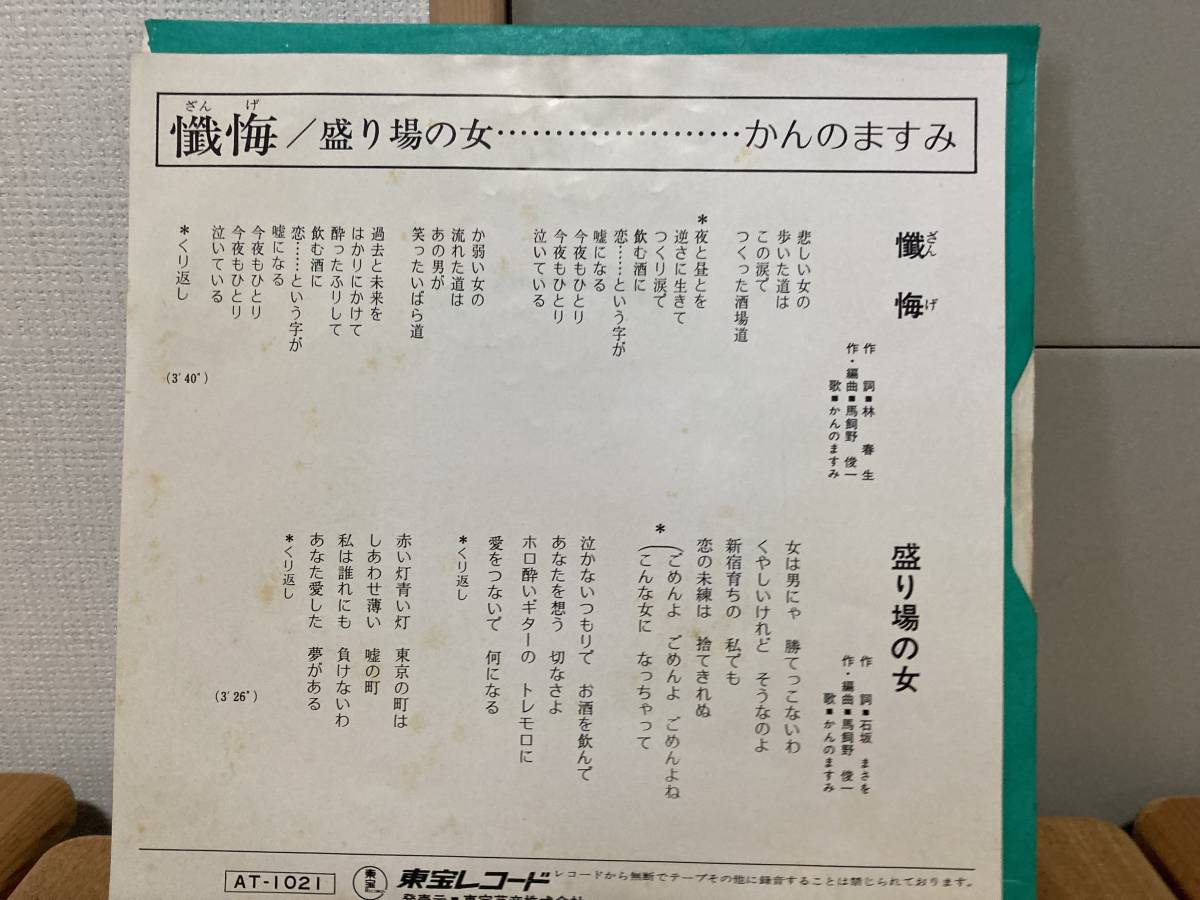 懺悔／盛り場の女……………………かんのますみ
ざんげ
懺悔
ざんげ
作詞■林春生
作・編曲■馬飼野俊一
歌■かんのますみ
悲しい女の
歩いた道は
この涙で
つくった酒場道
*夜と昼とを
逆さに生きて
つくり涙で
飲む酒に
恋……という字が
嘘になる
今夜もひとり
今夜もひとり
泣いている
か弱い女の
流れた道は
あの男が
笑ったいばら道
過去と未来を
はかりにかけて
酔ったふりして
飲む酒に
恋……という字が
嘘になる
今夜もひとり
今夜もひとり
泣いている
*くり返し
(3′40″)
盛り場の女
作詞■石坂まさを
作・編曲■馬飼野俊一
歌■かんのますみ
女は男にゃ 勝てっこないわ
くやしいけれど そうなのよ
新宿育ちの 私でも
恋の未練は 捨てきれぬ
*(ごめんよ ごめんよ ごめんよね
こんな女に なっちゃって
泣かないつもりで お酒を飲んで
あなたを想う 切なさよ
ホロ酔いギターの トレモロに
愛をつないで 何になる
*くり返し
赤い灯青い灯 東京の町は
しあわせ薄い 嘘の町
私は誰れにも 負けないわ
あなた愛した 夢がある
*くり返し
(3′26″)
AT-1021 東宝 東宝レコード レコードから無断でテープその他に録音することは禁じられております。